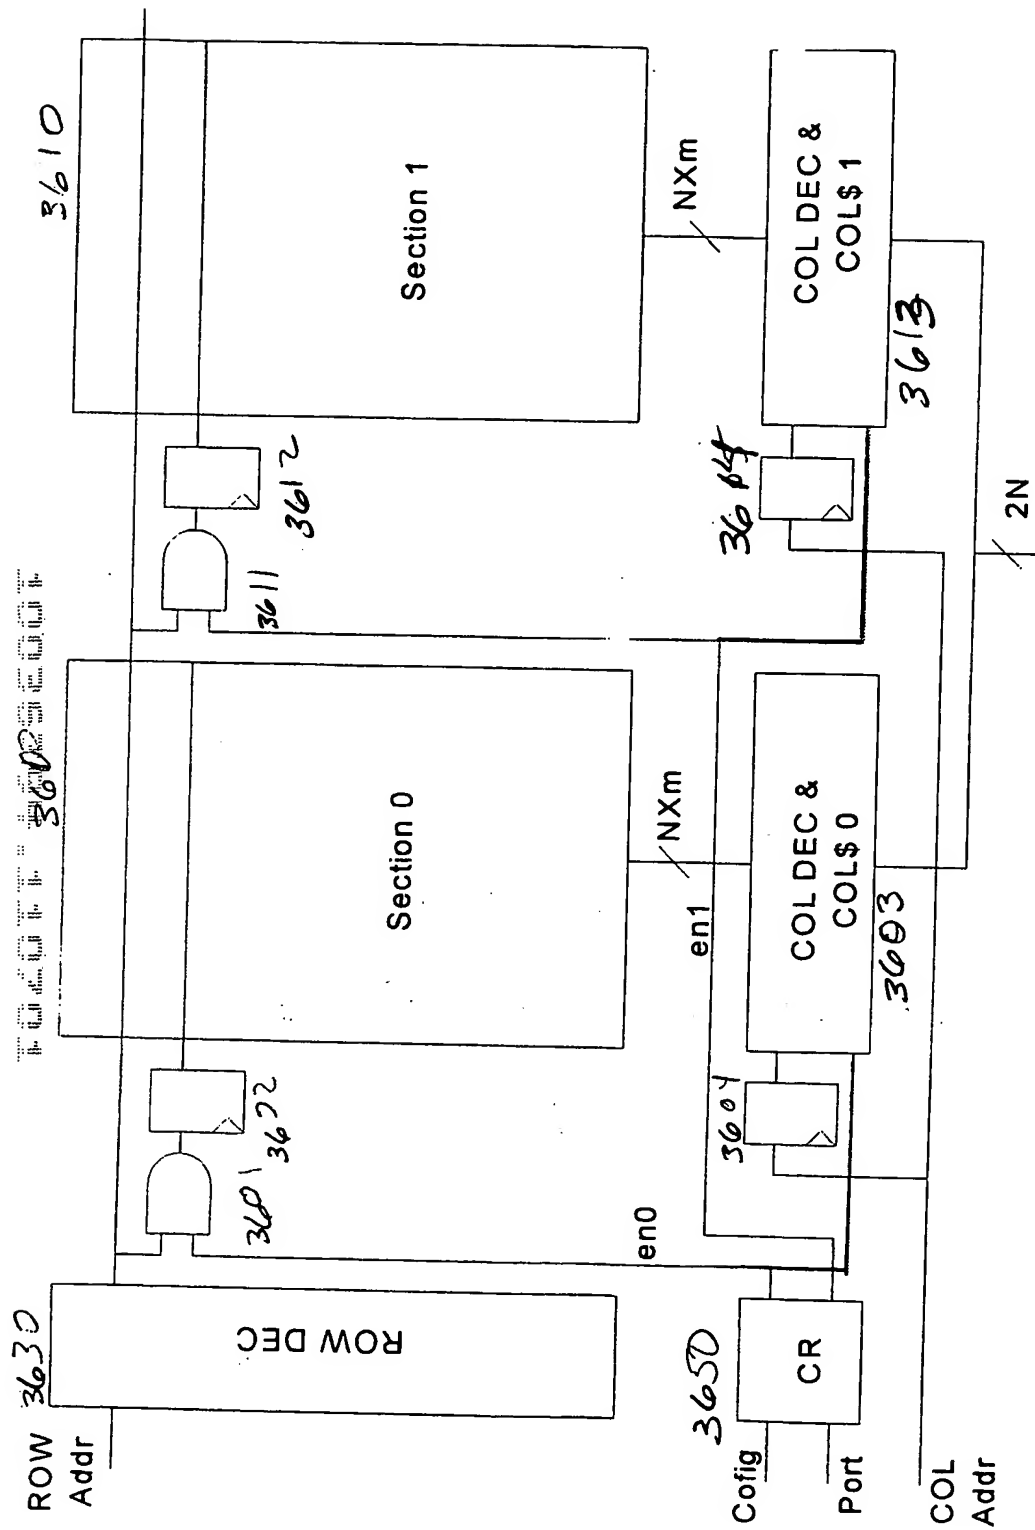 ROW
Addr
3630
ROW DEC
3601
3602
Section 0
3611
3612
3610
Section 1
en0
en1
NXm
NXm
Cofig
Port
3650
CR
3604
COL DEC &
COL$ 0
3603
COL DEC &
COL$ 1
3613
COL
Addr
2N